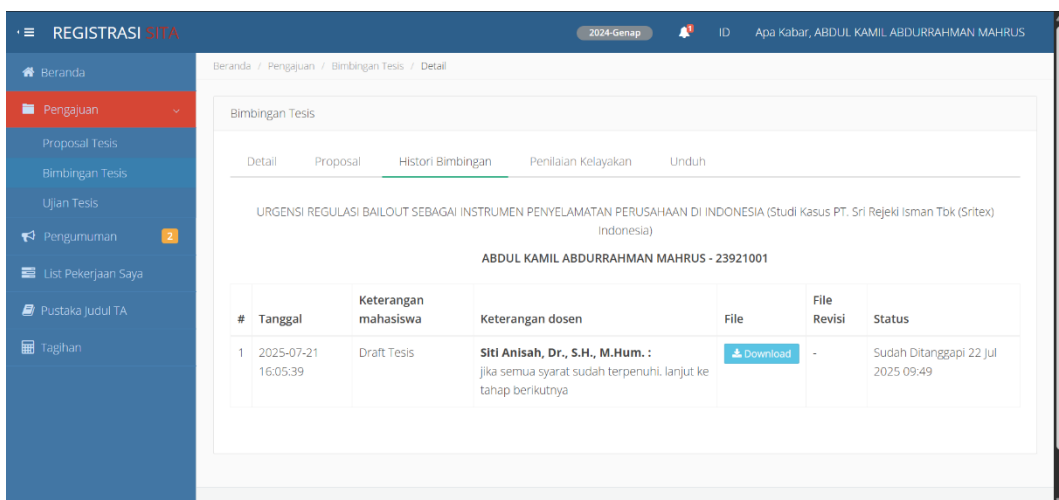 REGISTRASI SITA
2024-Genap
1
ID
Apa Kabar, ABDUL KAMIL ABDURRAHMAN MAHRUS
Beranda
Pengajuan
Proposal Tesis
Bimbingan Tesis
Ujian Tesis
Pengumuman
2
List Pekerjaan Saya
Pustaka Judul TA
Tagihan
Beranda / Pengajuan / Bimbingan Tesis / Detail
Bimbingan Tesis
Detail Proposal Histori Bimbingan Penilaian Kelayakan Unduh
URGENSI REGULASI BAILOUT SEBAGAI INSTRUMEN PENYELAMATAN PERUSAHAAN DI INDONESIA (Studi Kasus PT. Sri Rejeki Isman Tbk (Sritex)
Indonesia)
ABDUL KAMIL ABDURRAHMAN MAHRUS - 23921001
# Tanggal Keterangan mahasiswa Keterangan dosen File File Revisi Status
1 2025-07-21 16:05:39
Draft Tesis
Siti Anisah, Dr., S.H., M.Hum. :
jika semua syarat sudah terpenuhi. lanjut ke
tahap berikutnya
Download
-
Sudah Ditanggapi 22 Jul
2025 09:49